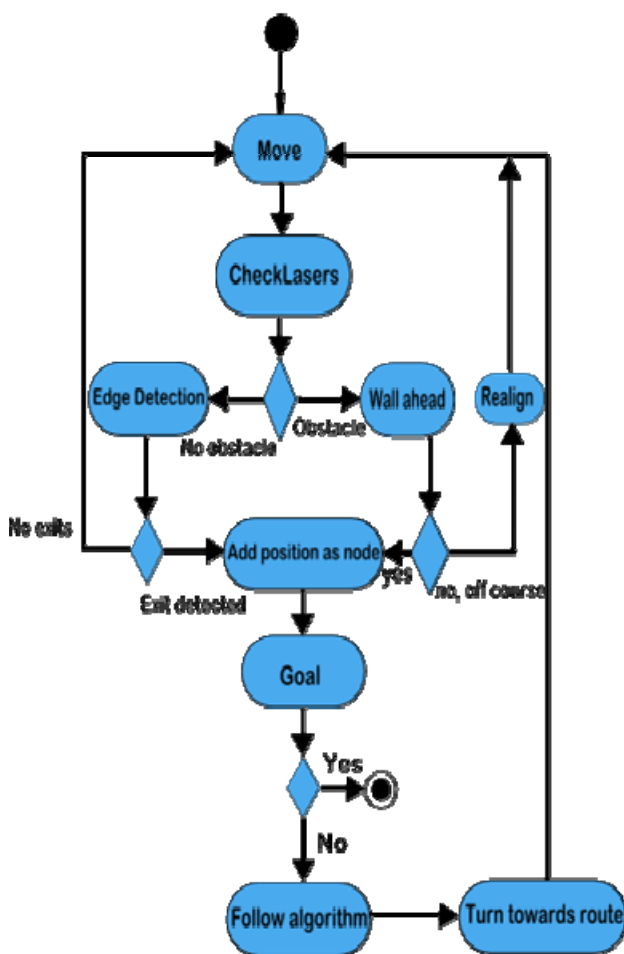 Move
CheckLasers
Edge Detection
Wall ahead
Realign
Obstacle
No obstacle
No exits
Add position as node
yes
no, off course
Exit detected
Goal
Yes
No
Follow algorithm
Turn towards route